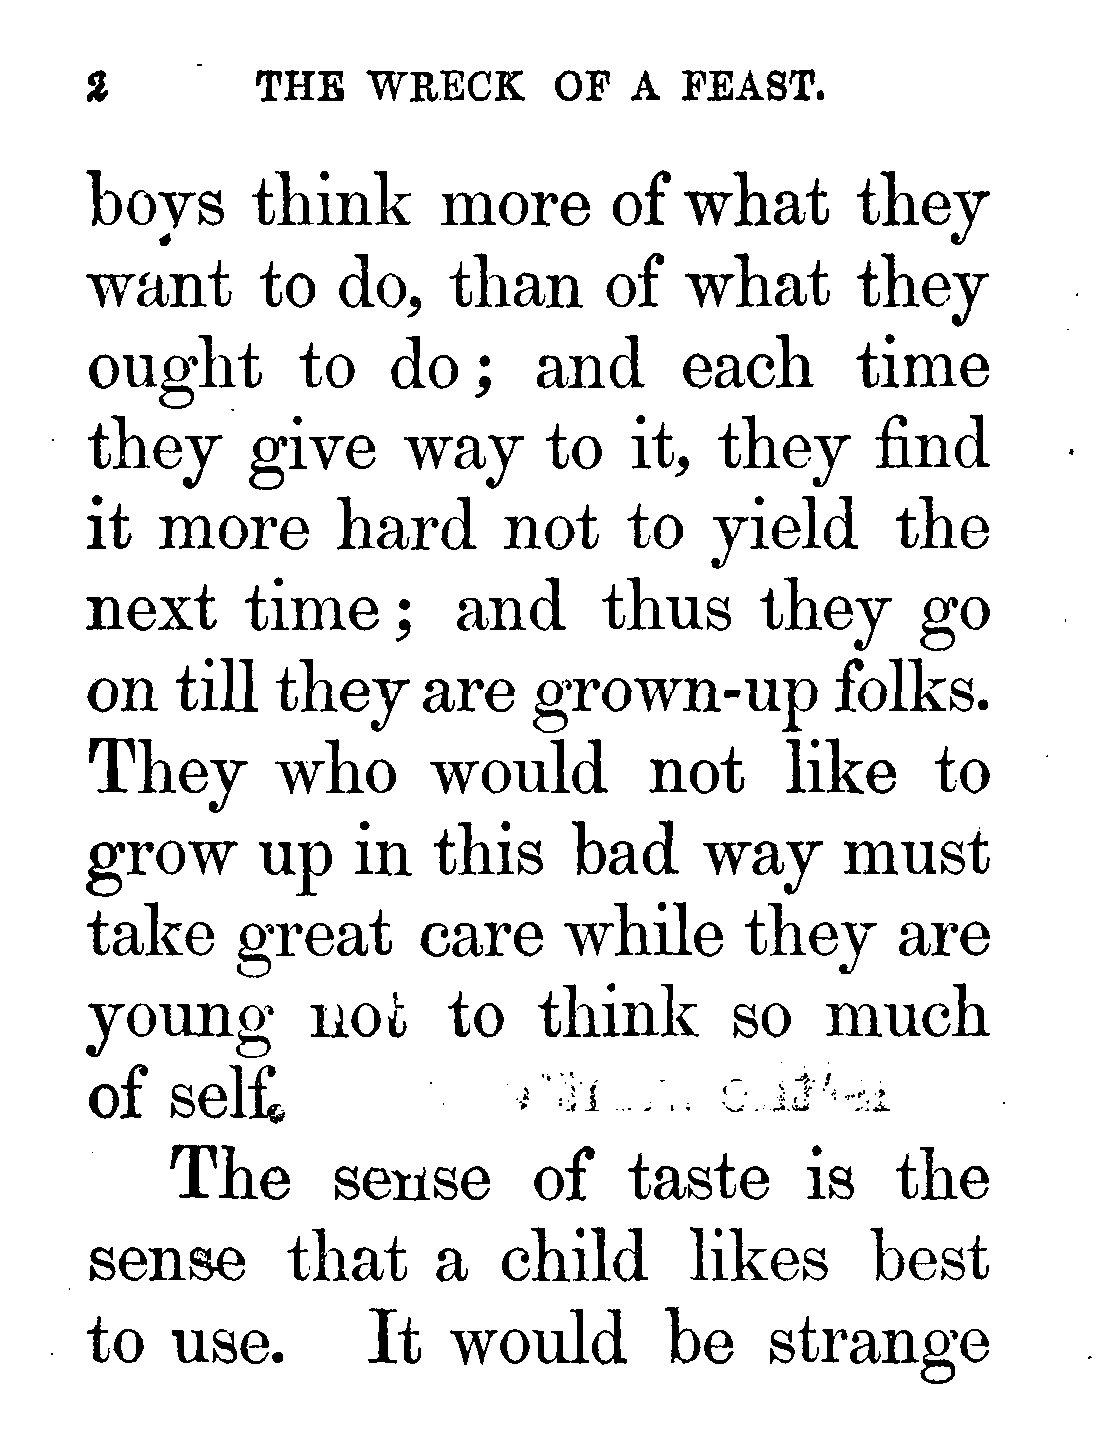 2 THE WRECK OF A FEAST.
boys think more of what they
want to do, than of what they
ought to do; and each time
they give way to it, they find
it more hard not to yield the
next time; and thus they go
on till they are grown-up folks.
They who would not like to
grow up in this bad way must
take great care while they are
young not to think so much
of self.
The sense of taste is the
sense that a child likes best
to use. It would be strange